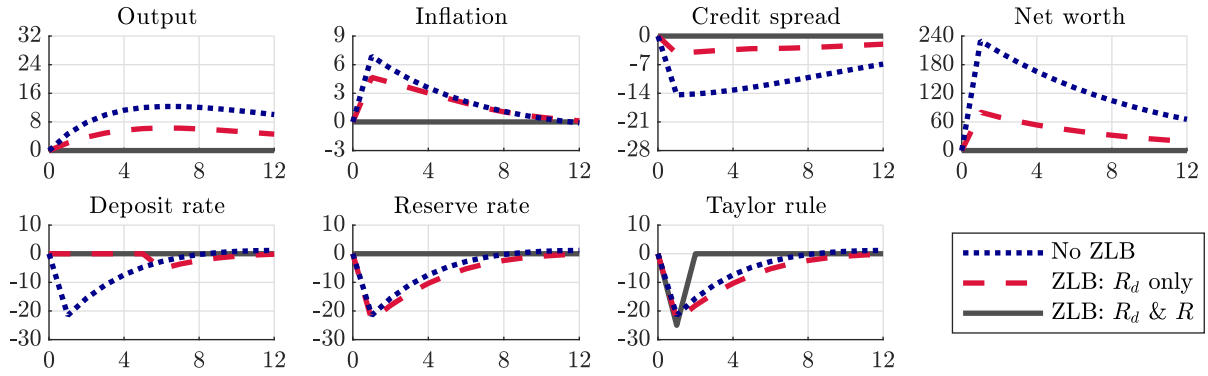 Output
32
24
16
8
0
0 4 8 12
Inflation
9
6
3
0
-3
0 4 8 12
Credit spread
0
-7
-14
-21
-28
0 4 8 12
Net worth
240
180
120
60
0
0 4 8 12
Deposit rate
10
0
-10
-20
-30
0 4 8 12
Reserve rate
10
0
-10
-20
-30
0 4 8 12
Taylor rule
10
0
-10
-20
-30
0 4 8 12
No ZLB
ZLB: R_d only
ZLB: R_d & R